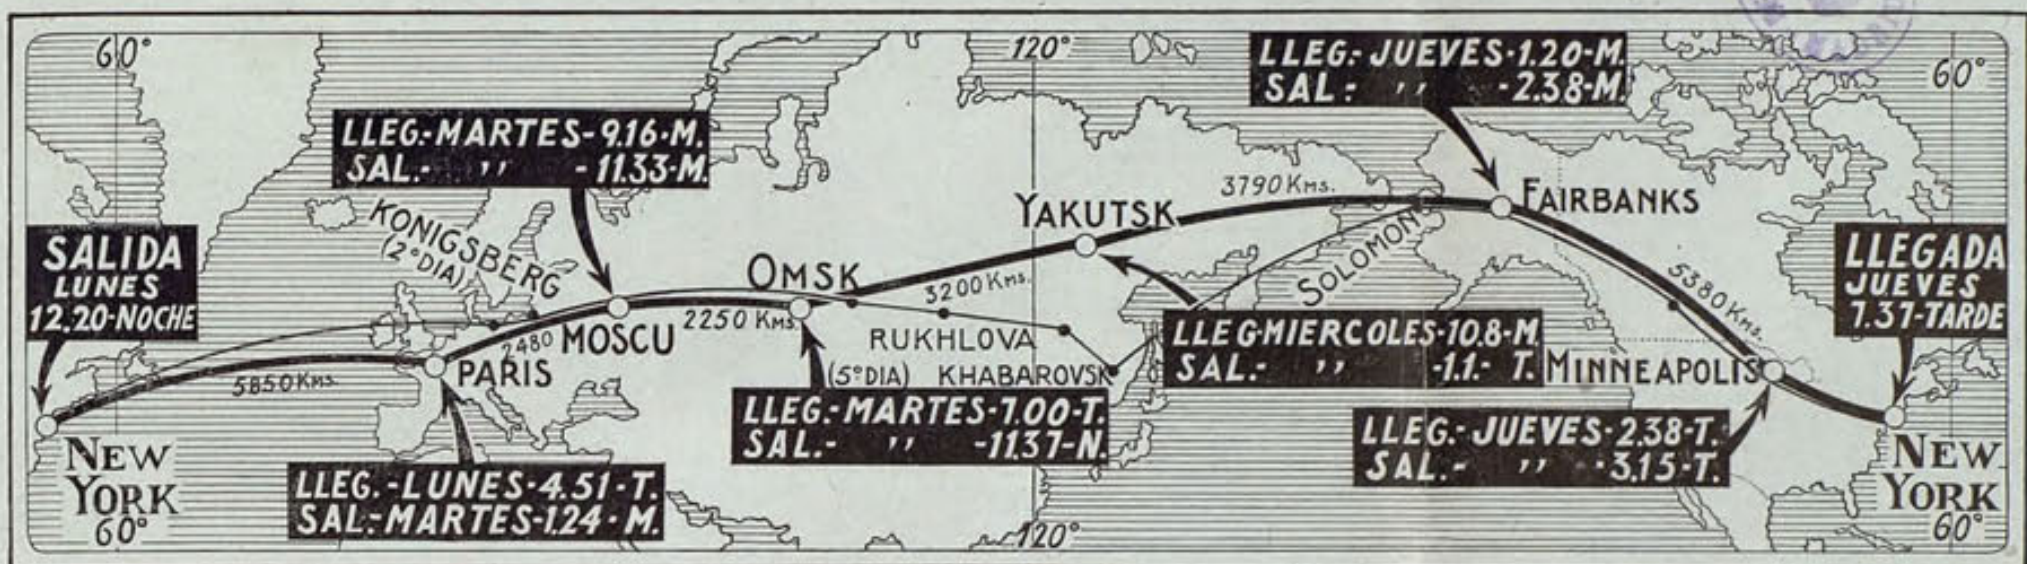 60°
120°
60°
SALIDA
LUNES
12.20-NOCHE
NEW
YORK
5850 KMS.
KONIGSBERG
(2°DIA)
LLEG.-MARTES-9.16-M.
SAL.- ,, - 11.33-M.
PARIS
LLEG.-LUNES-4.51-T.
SAL.-MARTES-1.24-M.
2480
MOSCU
2250 KMS.
OMSK
LLEG.-MARTES-7.00-T.
SAL.- ,, -11.37-N.
3200 KMS.
RUKHLOVA
(5°DIA) KHABAROVSK
YAKUTSK
LLEG-MIERCOLES-10.8-M
SAL.- ,, -1.1.- T.
3790 KMS.
SOLOMON
LLEG.-JUEVES-1.20-M.
SAL.- ,, -2.38-M.
FAIRBANKS
5380 KMS.
MINNEAPOLIS
LLEG.-JUEVES-2.38-T.
SAL.- ,, -3.15-T.
LLEGADA
JUEVES
7.37-TARDE
NEW
YORK
60°
120°
60°